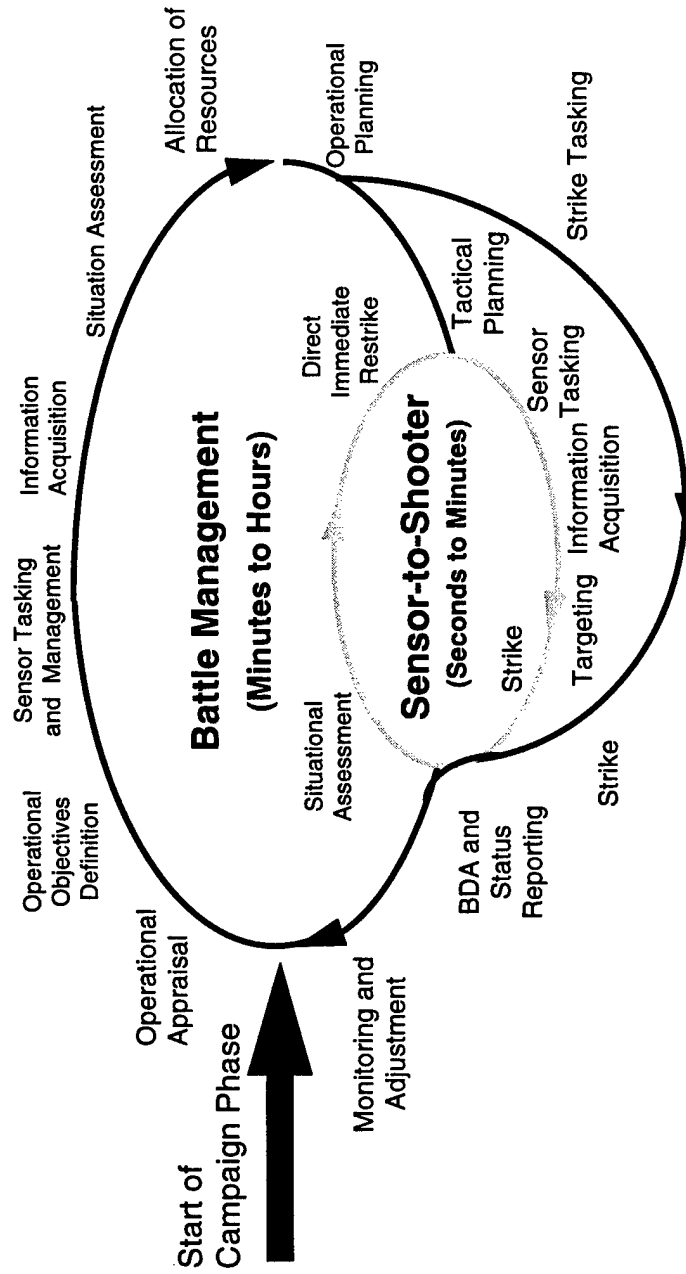 Start of
Campaign Phase
Operational
Appraisal
Operational
Objectives
Definition
Sensor Tasking
and Management
Information
Acquisition
Situation Assessment
Allocation of
Resources
Operational
Planning
Battle Management
(Minutes to Hours)
Situational
Assessment
Direct
Immediate
Restrike
Tactical
Planning
Sensor-to-Shooter
(Seconds to Minutes)
Strike
Targeting
Information
Acquisition
Sensor
Tasking
Strike Tasking
Strike
BDA and
Status
Reporting
Monitoring and
Adjustment